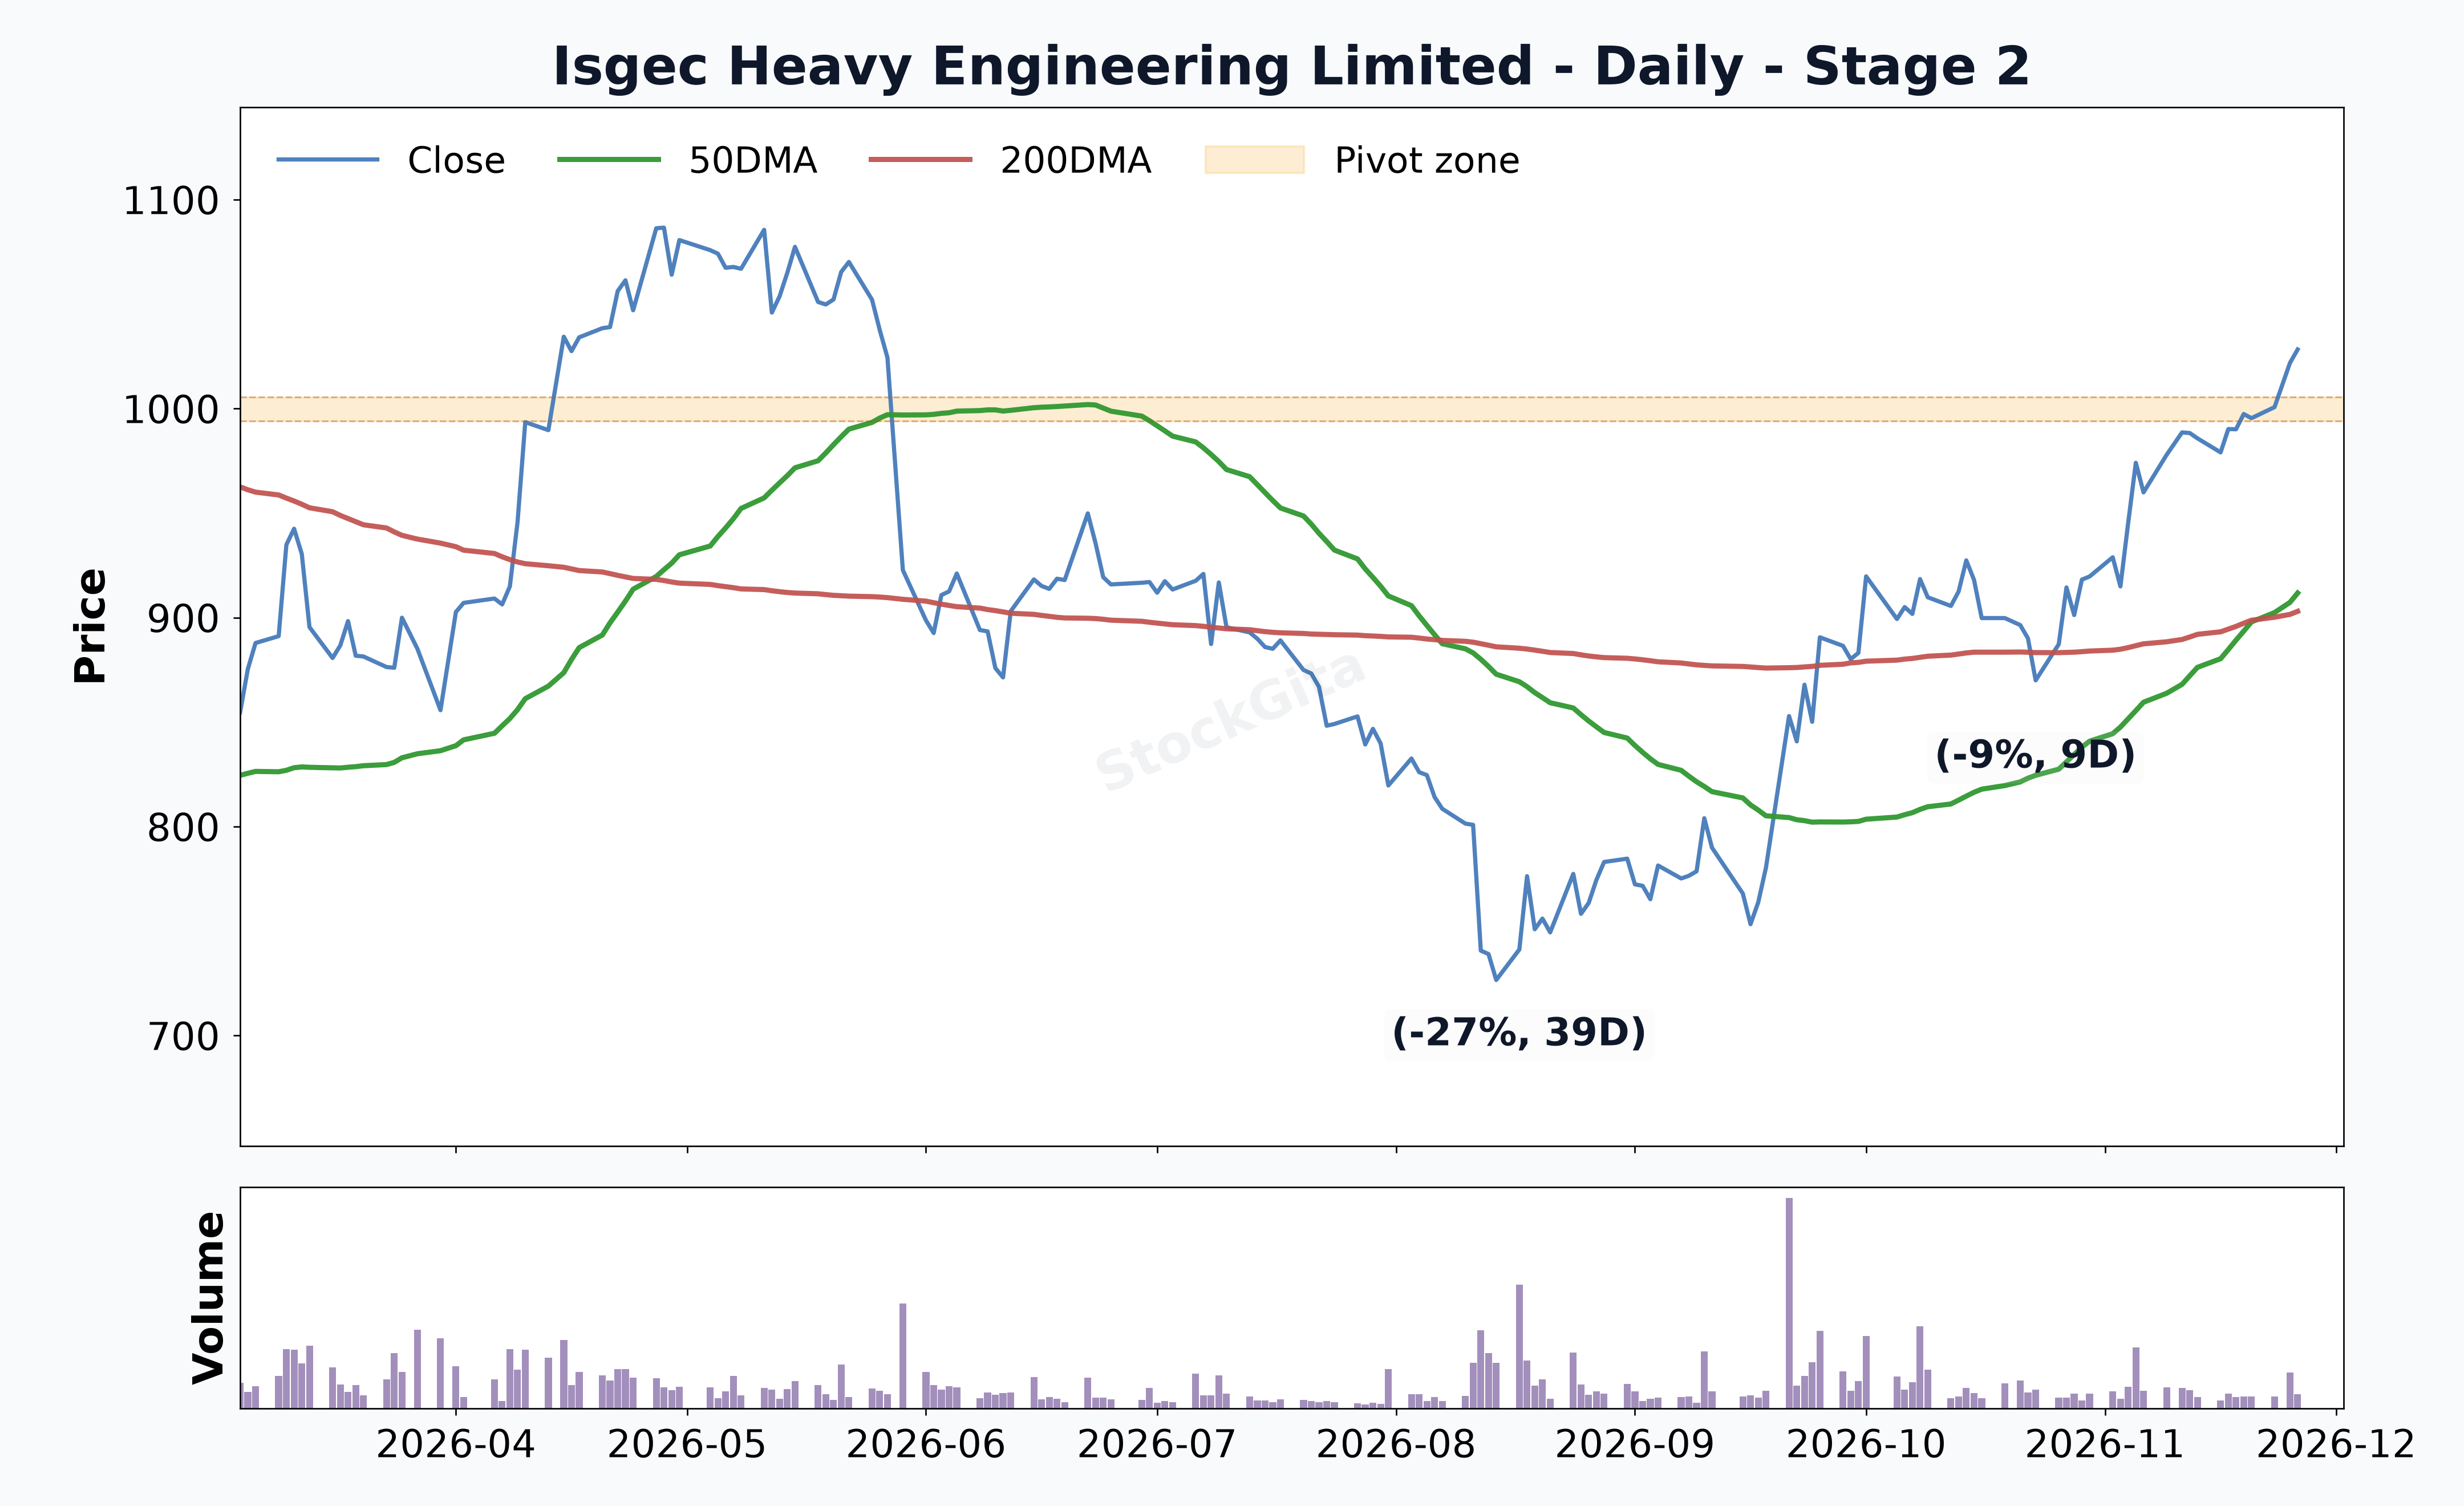 Isgec Heavy Engineering Limited - Daily - Stage 2
Close 50DMA 200DMA Pivot zone
Price
1100
1000
900
800
700
StockGita
(-9%, 9D)
(-27%, 39D)
Volume
2026-04 2026-05 2026-06 2026-07 2026-08 2026-09 2026-10 2026-11 2026-12